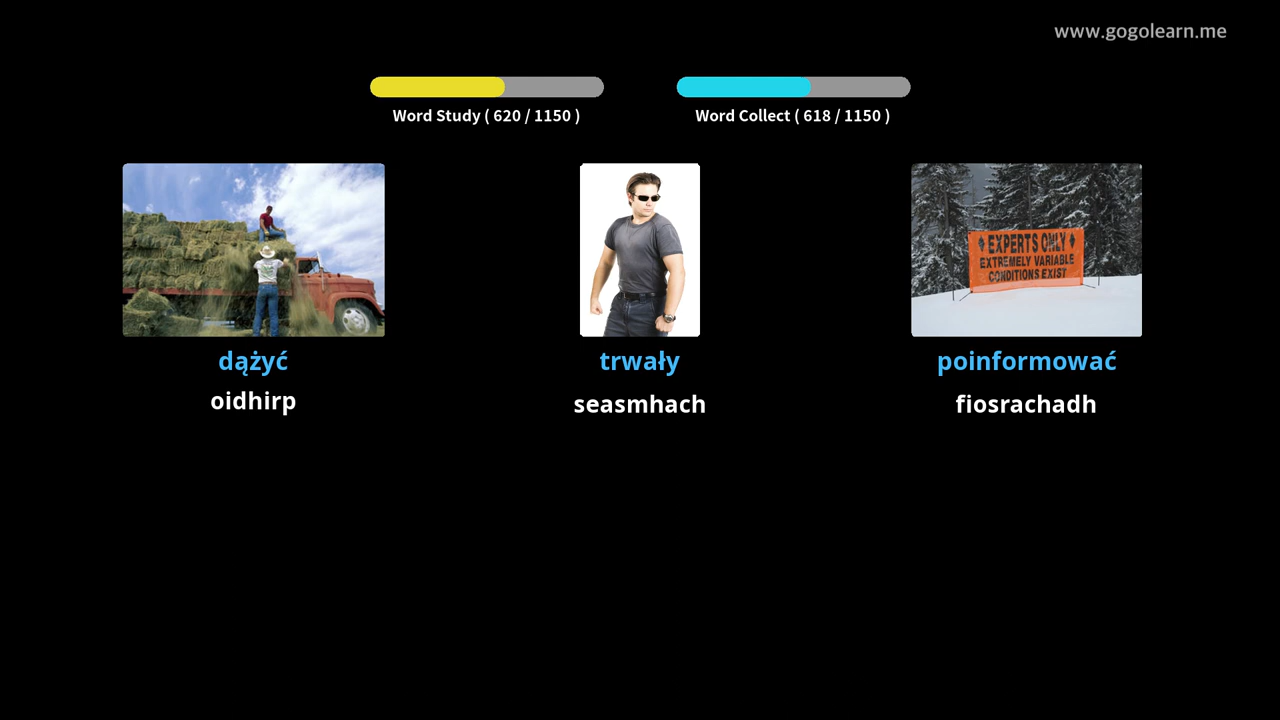 www.gogolearn.me
Word Study ( 620 / 1150 )
Word Collect ( 618 / 1150 )
EXPERTS ONLY
EXTREMELY VARIABLE
CONDITIONS EXIST
dążyć
trwały
poinformować
oidhirp
seasmhach
fiosrachadh